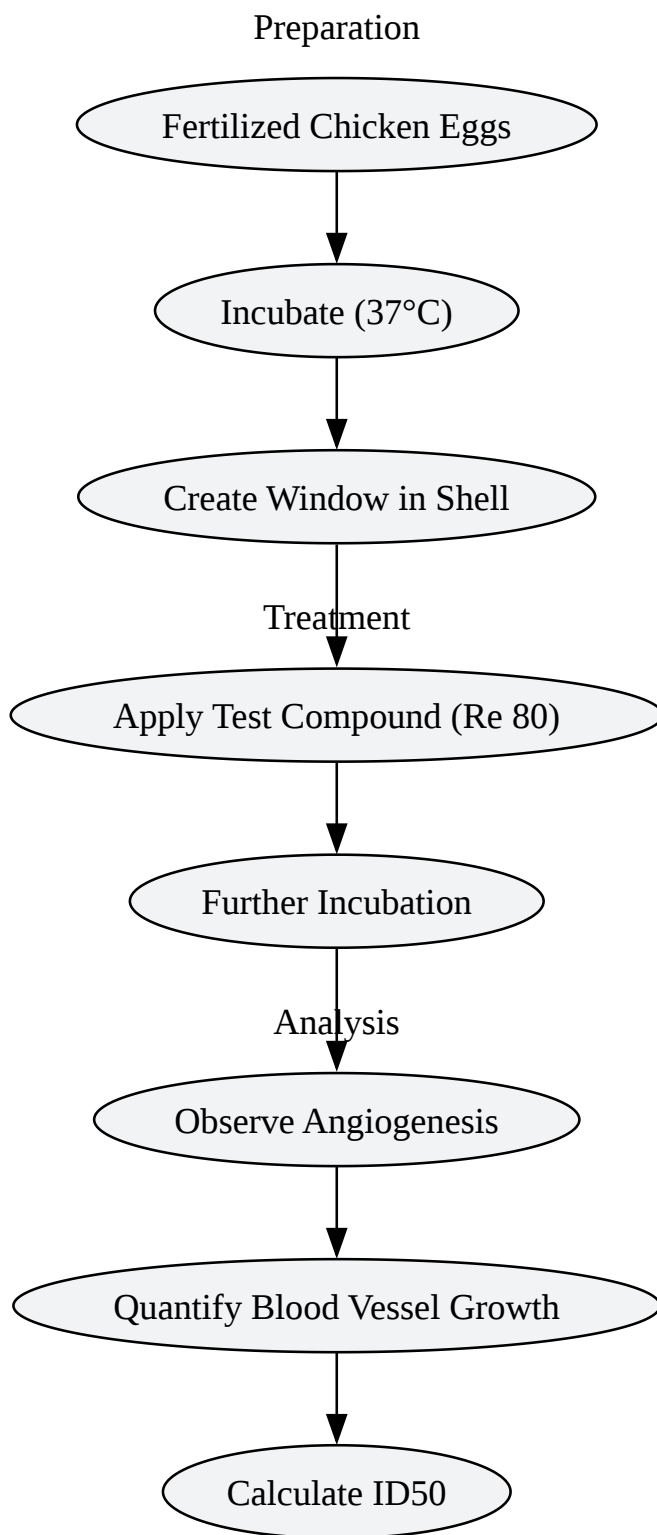 Preparation
Fertilized Chicken Eggs
Incubate (37°C)
Create Window in Shell
Treatment
Apply Test Compound (Re 80)
Further Incubation
Analysis
Observe Angiogenesis
Quantify Blood Vessel Growth
Calculate ID50